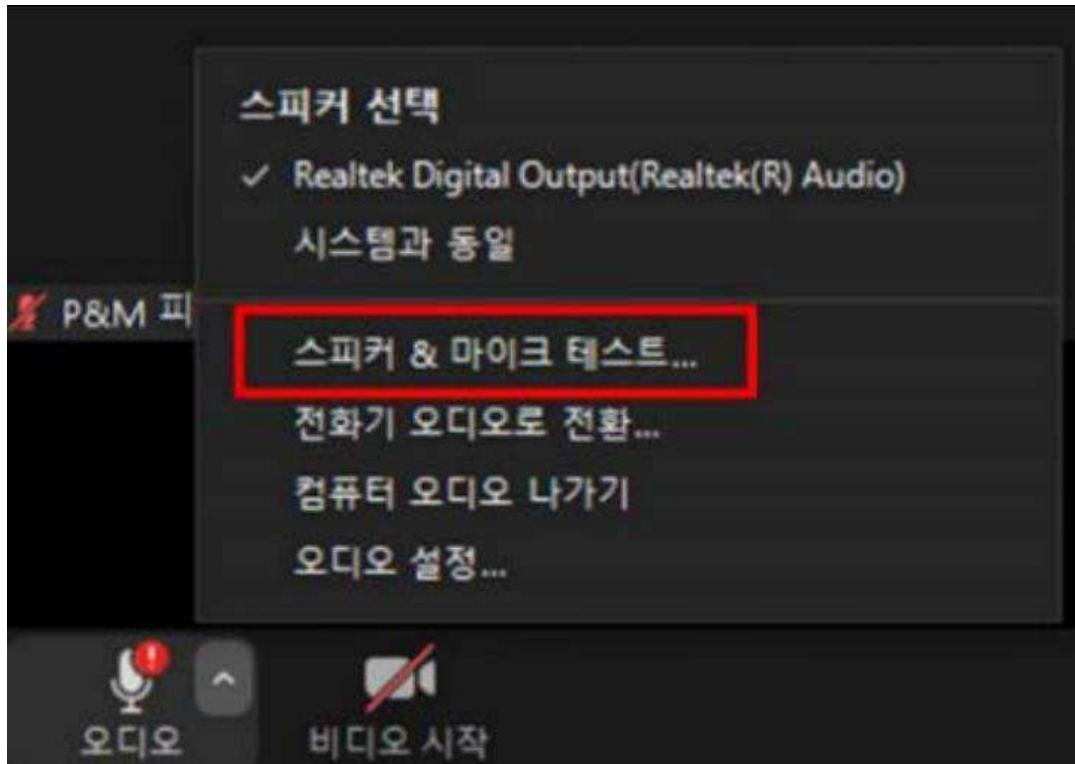 스피커 선택
✓ Realtek Digital Output(Realtek(R) Audio)
시스템과 동일
P&M 피
스피커 & 마이크 테스트...
전화기 오디오로 전환...
컴퓨터 오디오 나가기
오디오 설정...
오디오
비디오 시작